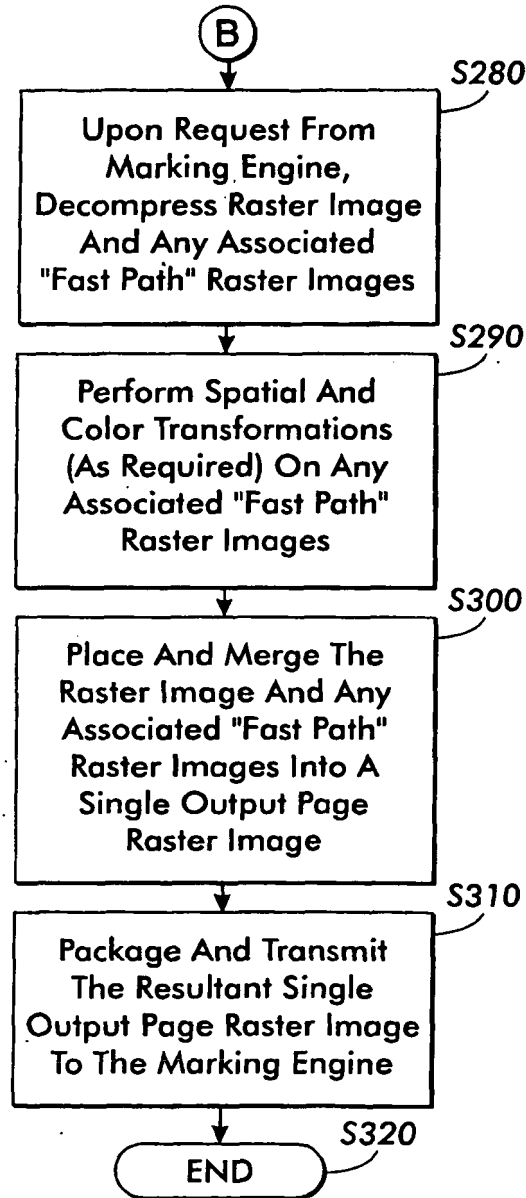 B
S280
Upon Request From
Marking Engine,
Decompress Raster Image
And Any Associated
"Fast Path" Raster Images
S290
Perform Spatial And
Color Transformations
(As Required) On Any
Associated "Fast Path"
Raster Images
S300
Place And Merge The
Raster Image And Any
Associated "Fast Path"
Raster Images Into A
Single Output Page
Raster Image
S310
Package And Transmit
The Resultant Single
Output Page Raster Image
To The Marking Engine
S320
END